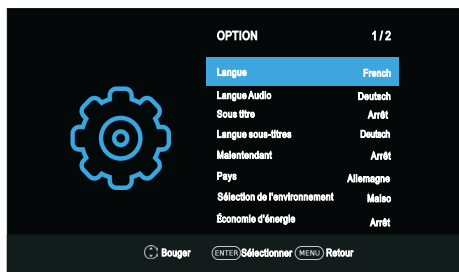 OPTION 1/2
Langue French
Langue Audio Deutsch
Sous titre Arrêt
Langue sous-titres Deutsch
Malentendant Arrêt
Pays Allemagne
Sélection de l'environnement Maiso
Économie d'énergie Arrêt
Bouger ENTER Sélectionner MENU Retour